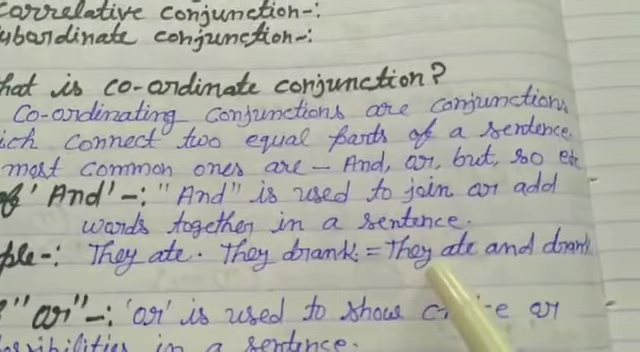 Correlative conjunction-:
ubordinate conjunction-:
hat is co-ordinate conjunction?
Co-ordinating conjunctions are conjunctions
ich connect two equal parts of a sentence.
most common ones are - And, or, but, so etc
of 'And'-: "And" is used to join or add
words together in a sentence.
ple-: They ate. They drank. = They ate and drank
"or"-: 'or' is used to show or
sibilities in a sentence.